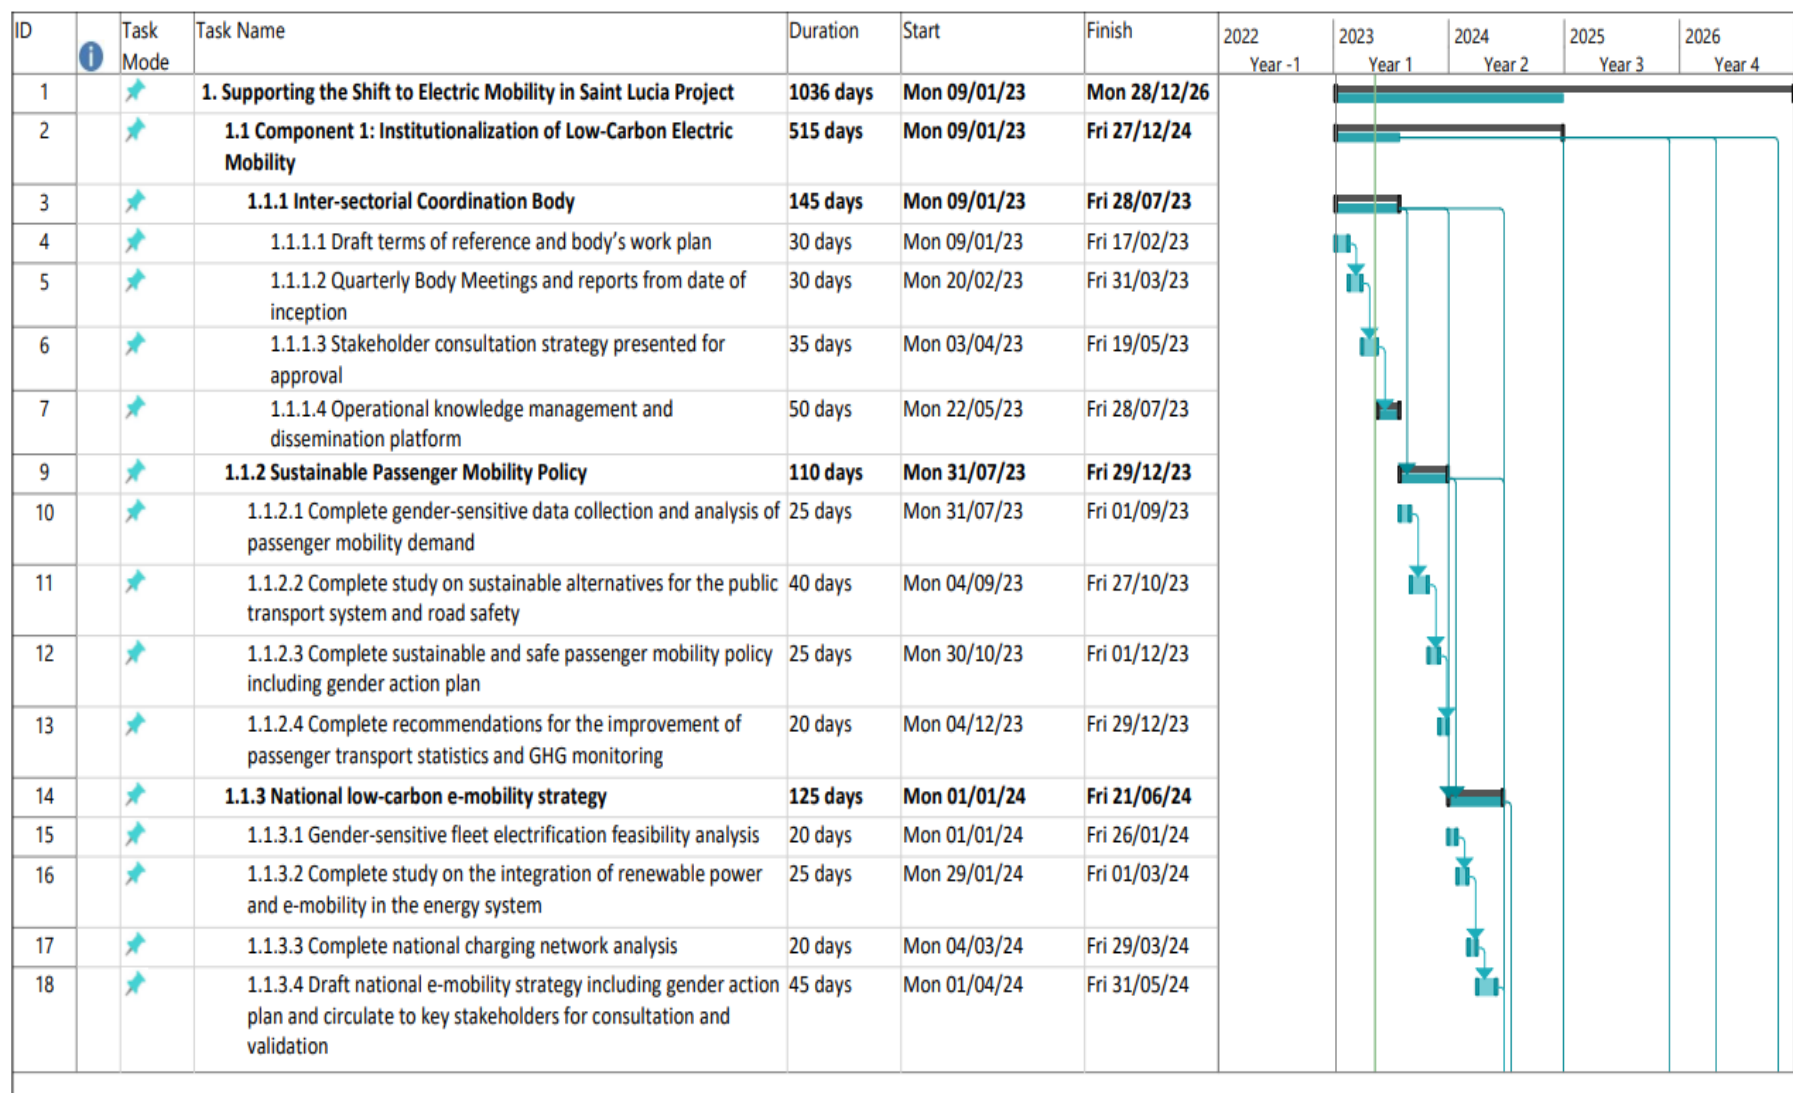 ID Task Task Name Duration Start Finish 2022 2023 2024 2025 2026
i Mode Year -1 Year 1 Year 2 Year 3 Year 4
1 1. Supporting the Shift to Electric Mobility in Saint Lucia Project 1036 days Mon 09/01/23 Mon 28/12/26
2 1.1 Component 1: Institutionalization of Low-Carbon Electric 515 days Mon 09/01/23 Fri 27/12/24
Mobility
3 1.1.1 Inter-sectorial Coordination Body 145 days Mon 09/01/23 Fri 28/07/23
4 1.1.1.1 Draft terms of reference and body’s work plan 30 days Mon 09/01/23 Fri 17/02/23
5 1.1.1.2 Quarterly Body Meetings and reports from date of 30 days Mon 20/02/23 Fri 31/03/23
inception
6 1.1.1.3 Stakeholder consultation strategy presented for 35 days Mon 03/04/23 Fri 19/05/23
approval
7 1.1.1.4 Operational knowledge management and 50 days Mon 22/05/23 Fri 28/07/23
dissemination platform
9 1.1.2 Sustainable Passenger Mobility Policy 110 days Mon 31/07/23 Fri 29/12/23
10 1.1.2.1 Complete gender-sensitive data collection and analysis of 25 days Mon 31/07/23 Fri 01/09/23
passenger mobility demand
11 1.1.2.2 Complete study on sustainable alternatives for the public 40 days Mon 04/09/23 Fri 27/10/23
transport system and road safety
12 1.1.2.3 Complete sustainable and safe passenger mobility policy 25 days Mon 30/10/23 Fri 01/12/23
including gender action plan
13 1.1.2.4 Complete recommendations for the improvement of 20 days Mon 04/12/23 Fri 29/12/23
passenger transport statistics and GHG monitoring
14 1.1.3 National low-carbon e-mobility strategy 125 days Mon 01/01/24 Fri 21/06/24
15 1.1.3.1 Gender-sensitive fleet electrification feasibility analysis 20 days Mon 01/01/24 Fri 26/01/24
16 1.1.3.2 Complete study on the integration of renewable power 25 days Mon 29/01/24 Fri 01/03/24
and e-mobility in the energy system
17 1.1.3.3 Complete national charging network analysis 20 days Mon 04/03/24 Fri 29/03/24
18 1.1.3.4 Draft national e-mobility strategy including gender action 45 days Mon 01/04/24 Fri 31/05/24
plan and circulate to key stakeholders for consultation and
validation